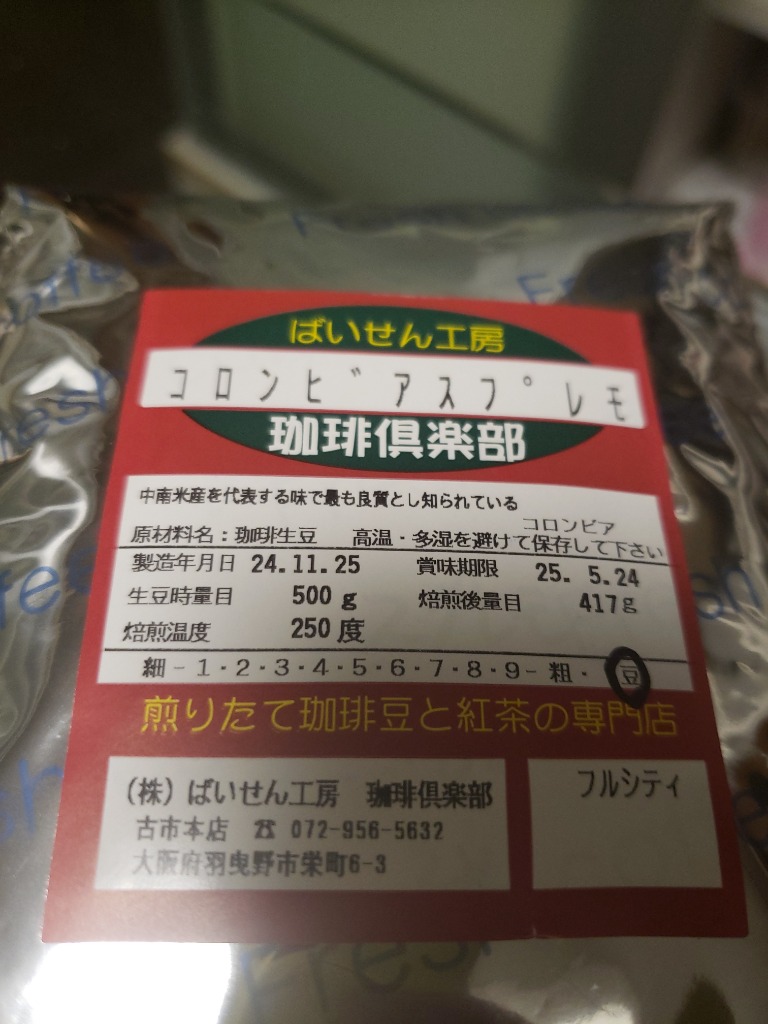 ばいせん工房
コロンビアスプレモ
珈琲倶楽部
中南米産を代表する味で最も良質とし知られている
コロンビア
原材料名：珈琲生豆 高温・多湿を避けて保存して下さい
製造年月日 24.11.25 賞味期限 25. 5.24
生豆時量目 500g 焙煎後量目 417g
焙煎温度 250度
細-1・2・3・4・5・6・7・8・9-粗・豆
煎りたて珈琲豆と紅茶の専門店
(株)ばいせん工房 珈琲倶楽部
古市本店 ☎ 072-956-5632
大阪府羽曳野市栄町6-3
フルシティ
Fresh